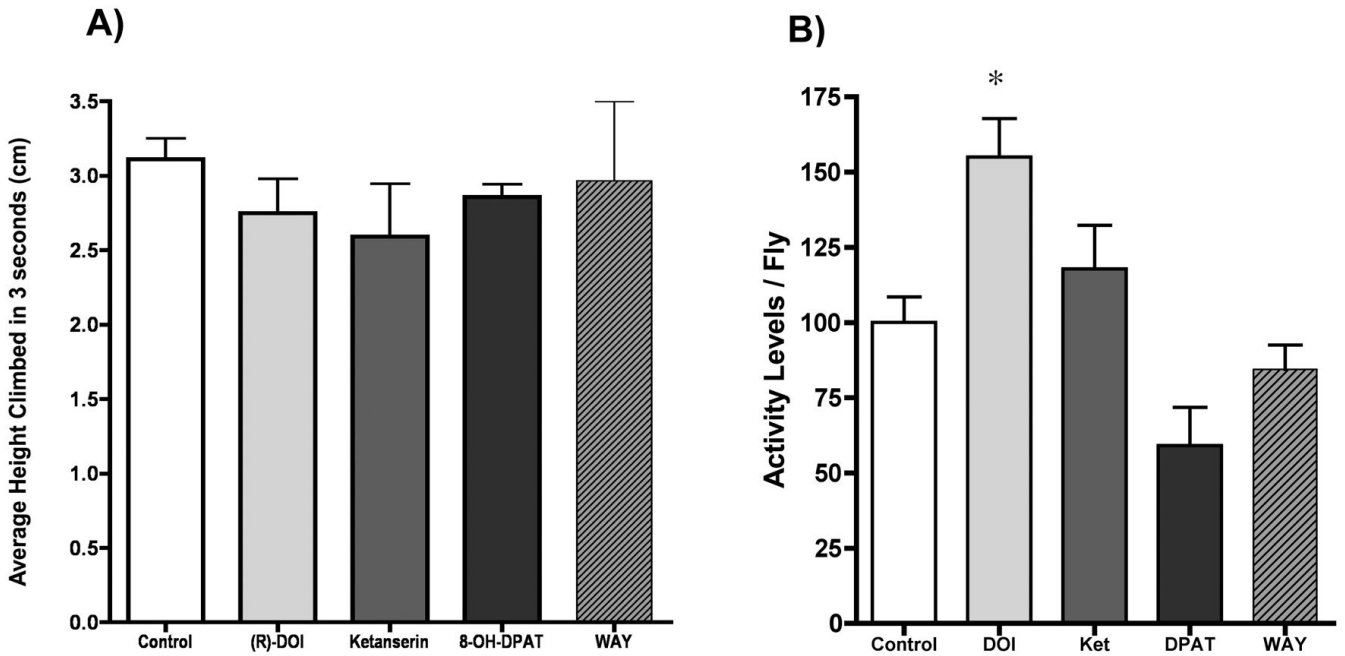 A)
Average Height Climbed in 3 seconds (cm)
3.5
3.0
2.5
2.0
1.5
1.0
0.5
0.0
Control (R)-DOI Ketanserin 8-OH-DPAT WAY
B)
*
Activity Levels / Fly
175
150
125
100
75
50
25
0
Control DOI Ket DPAT WAY